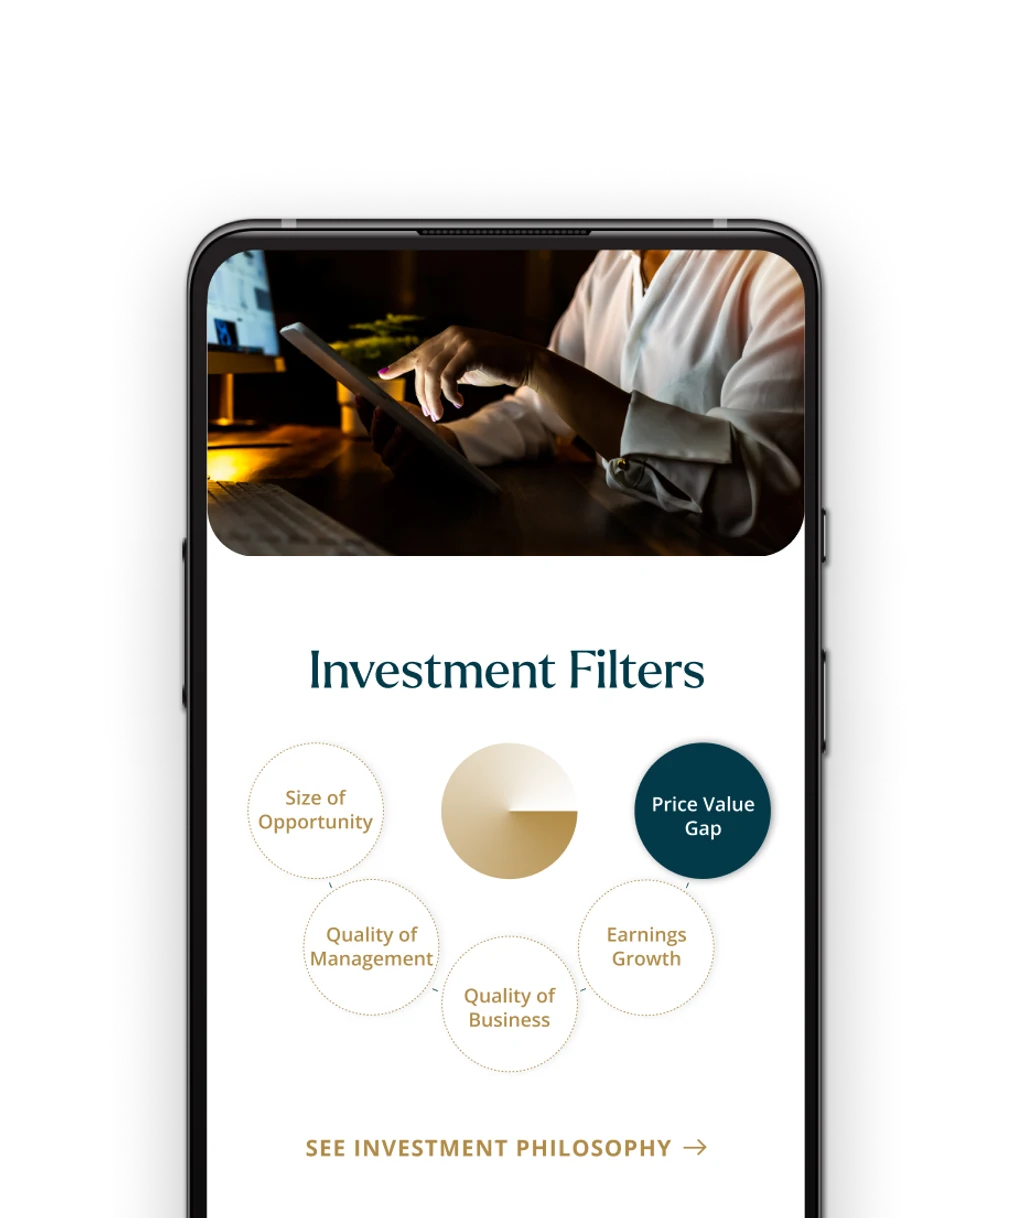 Investment Filters
Size of
Opportunity
Quality of
Management
Quality of
Business
Earnings
Growth
Price Value
Gap
SEE INVESTMENT PHILOSOPHY →